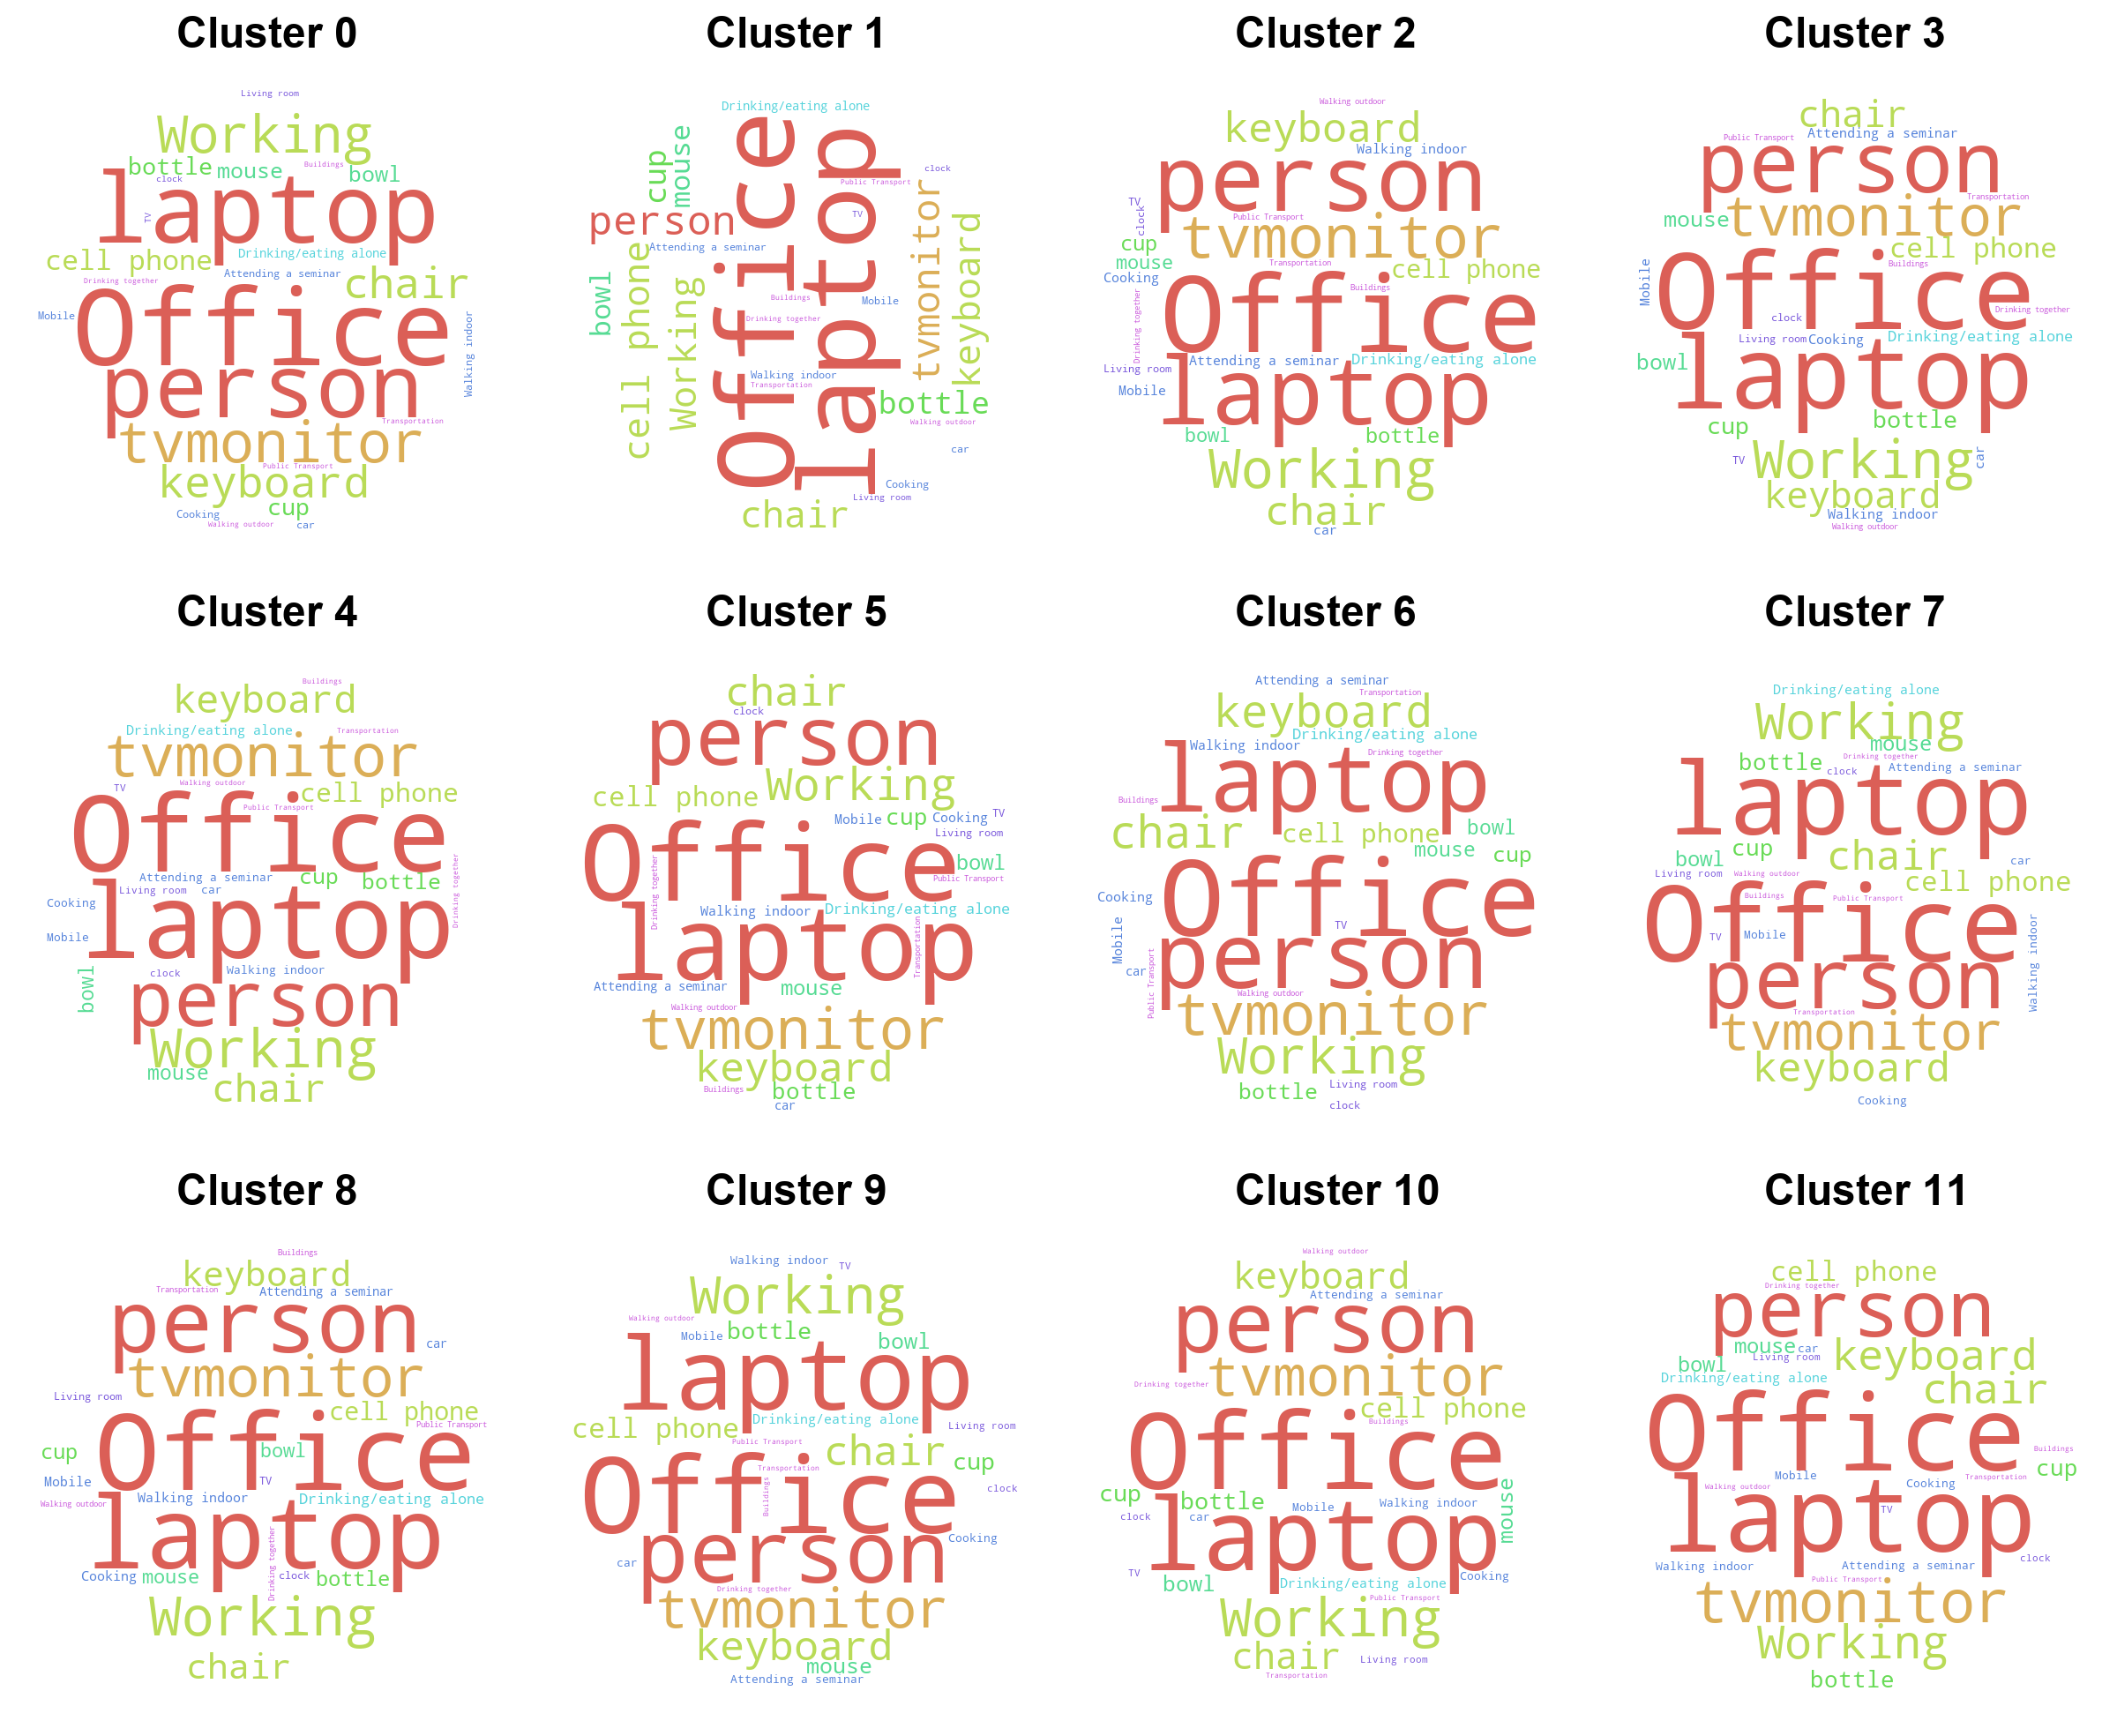 Cluster 0
Living room
Working
bottle
mouse
Buildings
bowl
clock
laptop
TV
cell phone
Drinking/eating alone
Attending a seminar
Drinking together
chair
Mobile
Office
Walking indoor
person
Transportation
tvmonitor
Public Transport
keyboard
cup
Cooking
Walking outdoor
car
Cluster 1
Drinking/eating alone
cup
mouse
Office
laptop
clock
Public Transport
person
TV
tvmonitor
keyboard
Attending a seminar
bowl
cell phone
Working
Buildings
Mobile
Drinking together
Walking indoor
Transportation
bottle
Walking outdoor
car
Cooking
Living room
chair
Cluster 2
Walking outdoor
keyboard
Walking indoor
person
TV
clock
Public Transport
tvmonitor
cup
mouse
Transportation
cell phone
Cooking
Drinking together
Buildings
Office
Attending a seminar
Drinking/eating alone
Living room
Mobile
laptop
bowl
bottle
Working
chair
car
Cluster 3
chair
Public Transport
Attending a seminar
person
Transportation
mouse
tvmonitor
cell phone
Mobile
Buildings
Office
Drinking together
clock
Living room
Cooking
Drinking/eating alone
bowl
laptop
cup
bottle
TV
Working
car
keyboard
Walking indoor
Walking outdoor
Cluster 4
Buildings
keyboard
Drinking/eating alone
Transportation
tvmonitor
TV
Walking outdoor
cell phone
Public Transport
Office
Attending a seminar
cup
bottle
Living room
car
Drinking together
Cooking
laptop
Mobile
bowl
clock
Walking indoor
person
Working
mouse
chair
Cluster 5
chair
clock
person
Working
cell phone
Mobile
cup
Cooking
TV
Living room
Office
bowl
Drinking together
Public Transport
Walking indoor
Drinking/eating alone
laptop
Transportation
Attending a seminar
mouse
Walking outdoor
tvmonitor
keyboard
Buildings
bottle
car
Cluster 6
Attending a seminar
Transportation
keyboard
Drinking/eating alone
Walking indoor
Drinking together
laptop
Buildings
chair
cell phone
bowl
mouse
cup
Office
Cooking
Mobile
TV
person
car
Public Transport
Walking outdoor
tvmonitor
Working
bottle
Living room
clock
Cluster 7
Drinking/eating alone
Working
mouse
Drinking together
bottle
clock
Attending a seminar
laptop
cup
bowl
chair
car
Living room
Walking outdoor
cell phone
Buildings
Public Transport
Office
TV
Mobile
Walking indoor
person
Transportation
tvmonitor
keyboard
Cooking
Cluster 8
Buildings
keyboard
Transportation
Attending a seminar
person
car
tvmonitor
Living room
cell phone
Public Transport
Office
cup
bowl
Mobile
TV
Walking outdoor
Walking indoor
Drinking/eating alone
laptop
Drinking together
Cooking
mouse
clock
bottle
Working
chair
Cluster 9
Walking indoor
TV
Working
Walking outdoor
Mobile
bottle
bowl
laptop
Drinking/eating alone
cell phone
Living room
Public Transport
chair
cup
Transportation
Buildings
clock
Office
Cooking
person
car
Drinking together
tvmonitor
keyboard
mouse
Attending a seminar
Cluster 10
Walking outdoor
keyboard
Attending a seminar
person
Drinking together
tvmonitor
cell phone
Buildings
Office
cup
bottle
Mobile
Walking indoor
mouse
clock
car
laptop
TV
bowl
Drinking/eating alone
Cooking
Public Transport
Working
chair
Living room
Transportation
Cluster 11
cell phone
Drinking together
person
mouse
car
Living room
keyboard
bowl
Drinking/eating alone
chair
Office
Buildings
cup
Mobile
Transportation
Walking outdoor
Cooking
laptop
TV
clock
Walking indoor
Attending a seminar
Public Transport
tvmonitor
Working
bottle